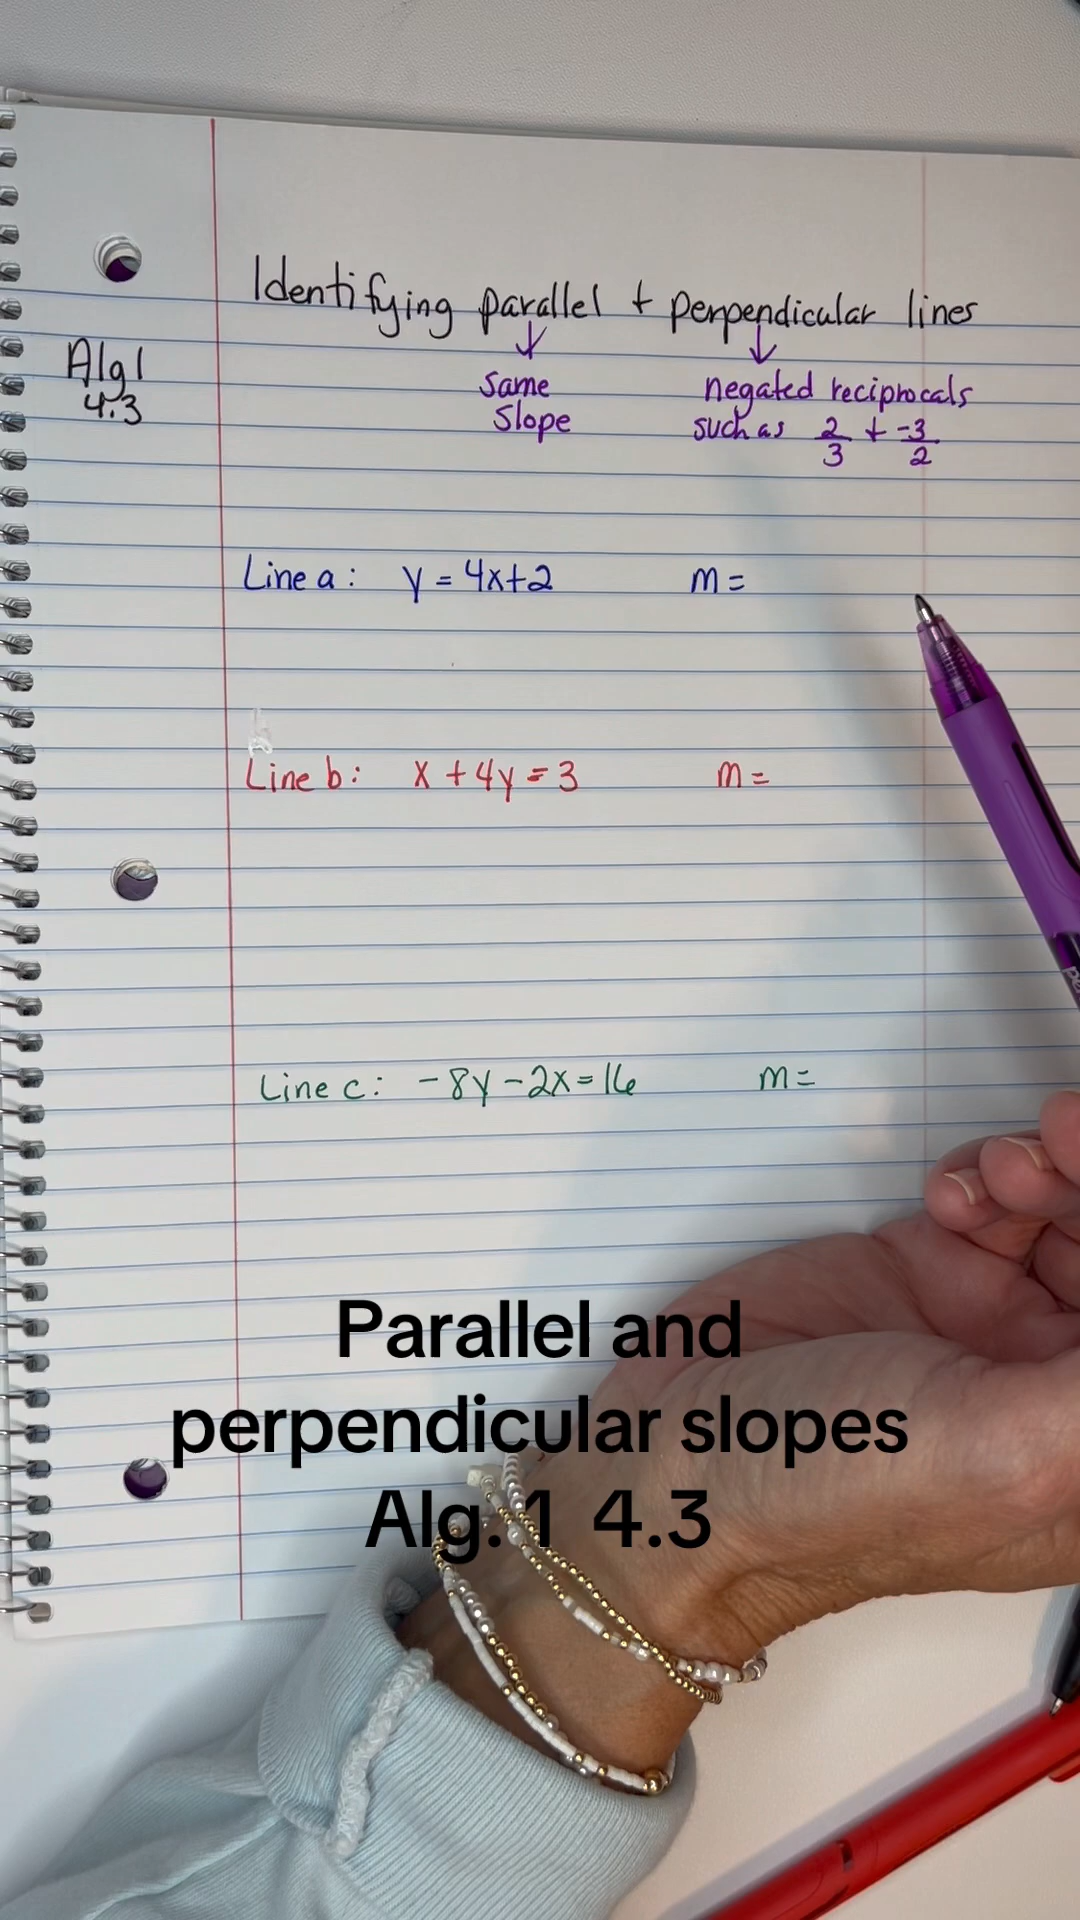 Identifying parallel + perpendicular lines
Alg 1
4.3
same
slope
negated reciprocals
such as 2/3 + -3/2
Line a: y = 4x+2 m=
Line b: x + 4y = 3 m=
Line c: -8y - 2x = 16 m=
Parallel and
perpendicular slopes
Alg. 1 4.3